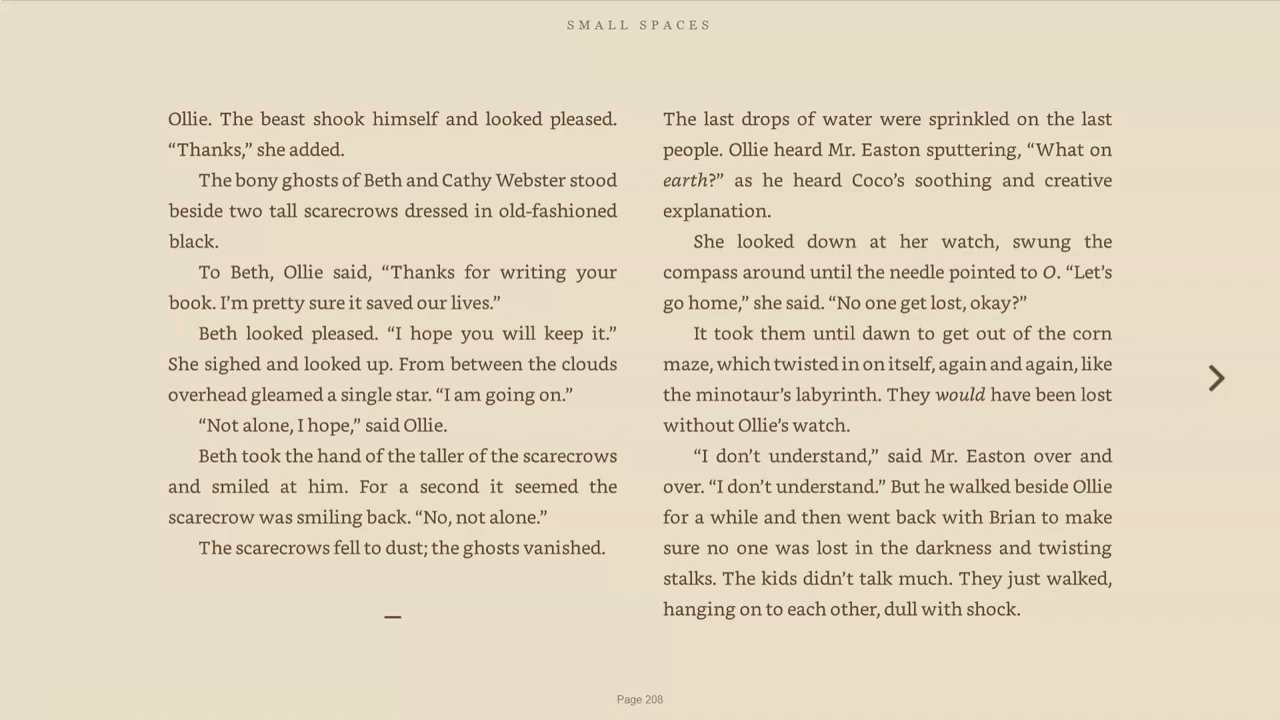 SMALL SPACES
Ollie. The beast shook himself and looked pleased.
“Thanks,” she added.
The bony ghosts of Beth and Cathy Webster stood
beside two tall scarecrows dressed in old-fashioned
black.
To Beth, Ollie said, “Thanks for writing your
book. I’m pretty sure it saved our lives.”
Beth looked pleased. “I hope you will keep it.”
She sighed and looked up. From between the clouds
overhead gleamed a single star. “I am going on.”
“Not alone, I hope,” said Ollie.
Beth took the hand of the taller of the scarecrows
and smiled at him. For a second it seemed the
scarecrow was smiling back. “No, not alone.”
The scarecrows fell to dust; the ghosts vanished.
—
The last drops of water were sprinkled on the last
people. Ollie heard Mr. Easton sputtering, “What on
earth?” as he heard Coco’s soothing and creative
explanation.
She looked down at her watch, swung the
compass around until the needle pointed to O. “Let’s
go home,” she said. “No one get lost, okay?”
It took them until dawn to get out of the corn
maze, which twisted in on itself, again and again, like
the minotaur’s labyrinth. They would have been lost
without Ollie’s watch.
“I don’t understand,” said Mr. Easton over and
over. “I don’t understand.” But he walked beside Ollie
for a while and then went back with Brian to make
sure no one was lost in the darkness and twisting
stalks. The kids didn’t talk much. They just walked,
hanging on to each other, dull with shock.
Page 208